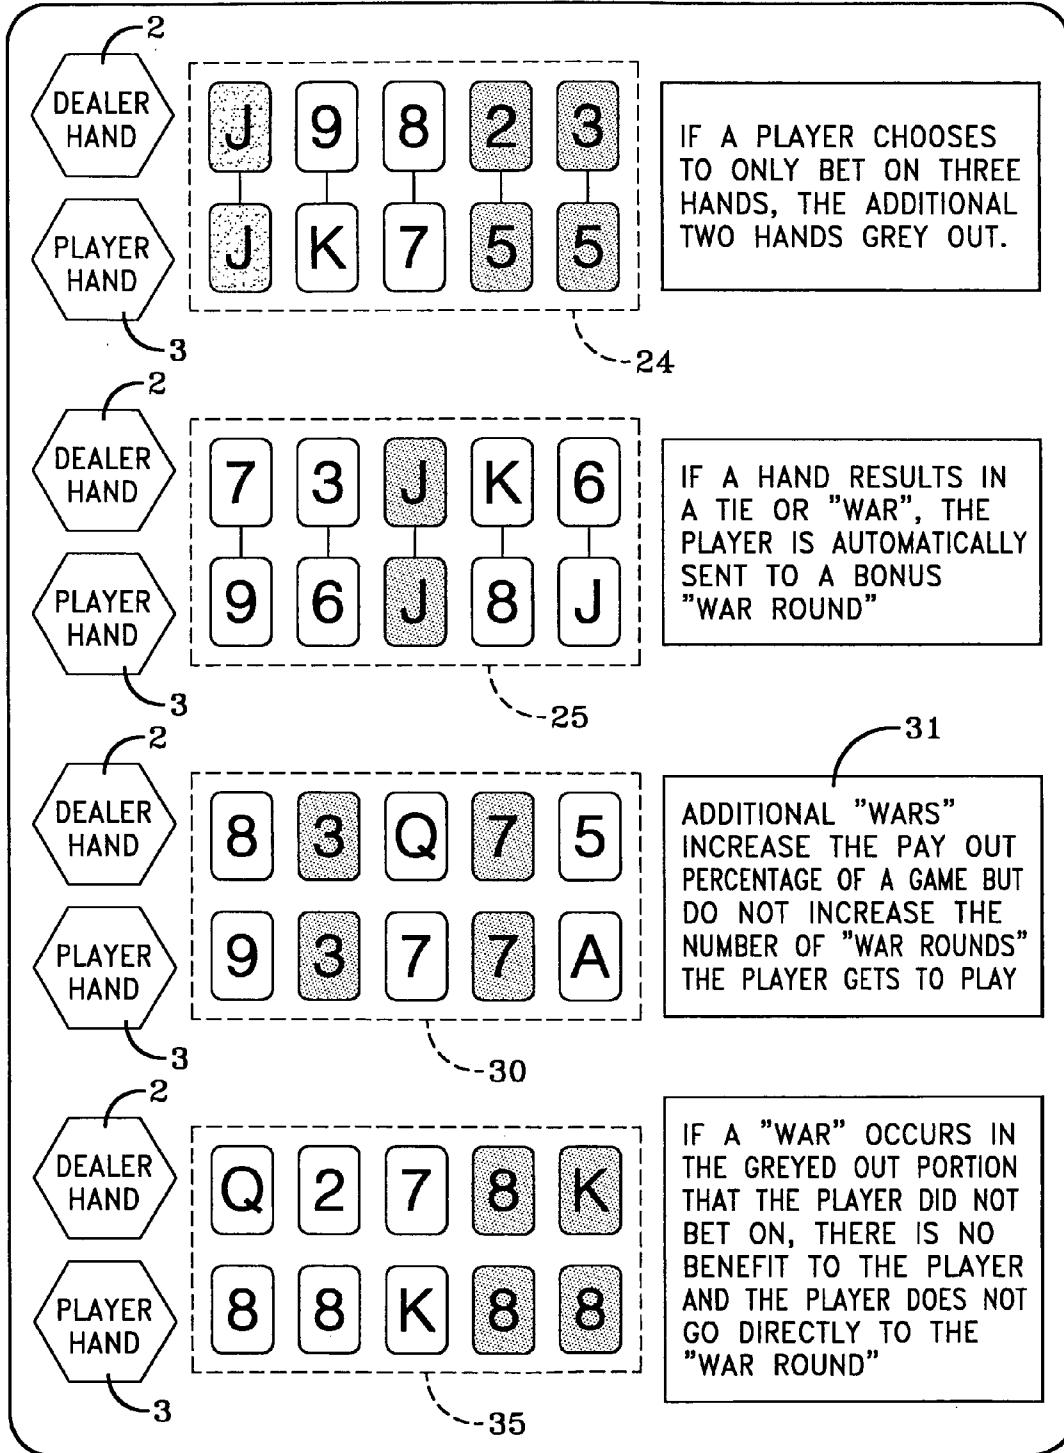 2
DEALER
HAND
J 9 8 2 3
PLAYER
HAND
J K 7 5 5
3
24
IF A PLAYER CHOOSES
TO ONLY BET ON THREE
HANDS, THE ADDITIONAL
TWO HANDS GREY OUT.
2
DEALER
HAND
7 3 J K 6
PLAYER
HAND
9 6 J 8 J
3
25
IF A HAND RESULTS IN
A TIE OR "WAR", THE
PLAYER IS AUTOMATICALLY
SENT TO A BONUS
"WAR ROUND"
2
DEALER
HAND
8 3 Q 7 5
PLAYER
HAND
9 3 7 7 A
3
30
31
ADDITIONAL "WARS"
INCREASE THE PAY OUT
PERCENTAGE OF A GAME BUT
DO NOT INCREASE THE
NUMBER OF "WAR ROUNDS"
THE PLAYER GETS TO PLAY
2
DEALER
HAND
Q 2 7 8 K
PLAYER
HAND
8 8 K 8 8
3
35
IF A "WAR" OCCURS IN
THE GREYED OUT PORTION
THAT THE PLAYER DID NOT
BET ON, THERE IS NO
BENEFIT TO THE PLAYER
AND THE PLAYER DOES NOT
GO DIRECTLY TO THE
"WAR ROUND"